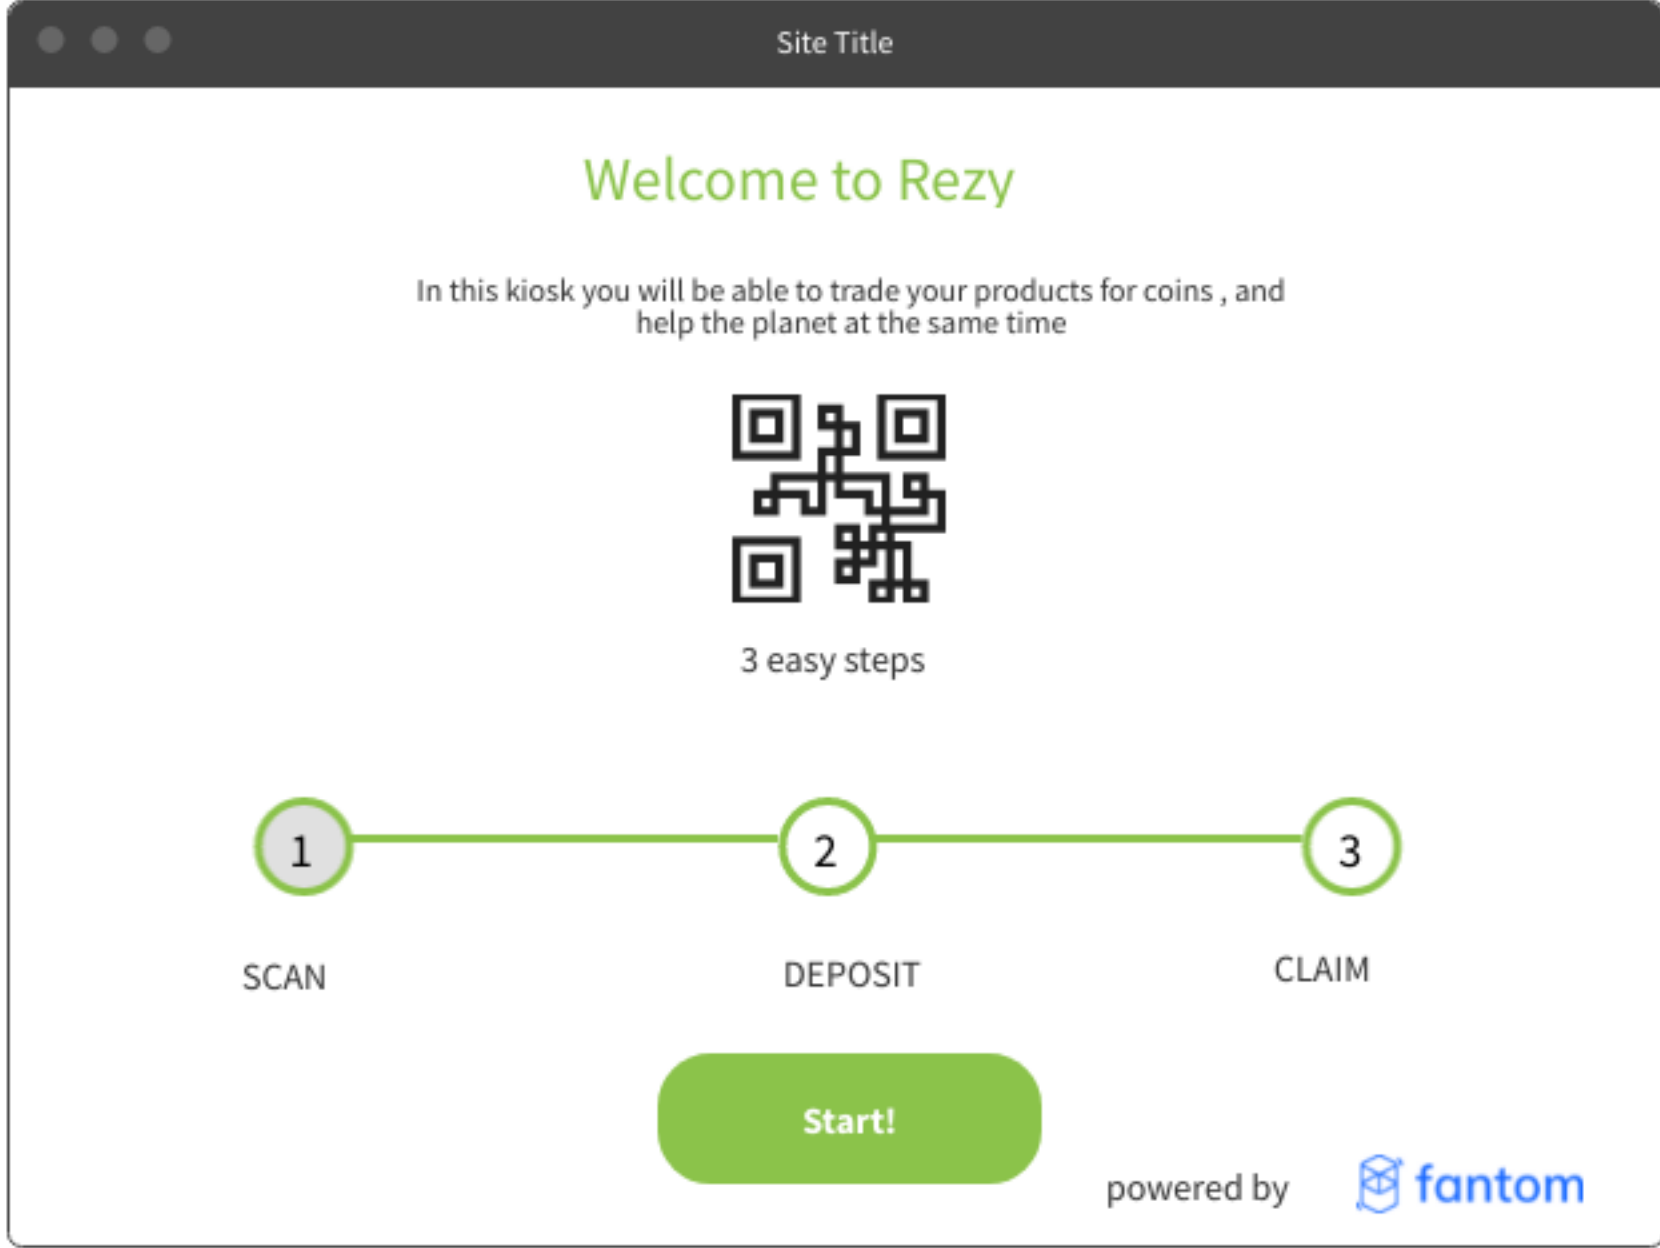 Site Title
Welcome to Rezy
In this kiosk you will be able to trade your products for coins , and
help the planet at the same time
3 easy steps
1
2
3
SCAN
DEPOSIT
CLAIM
Start!
powered by
fantom